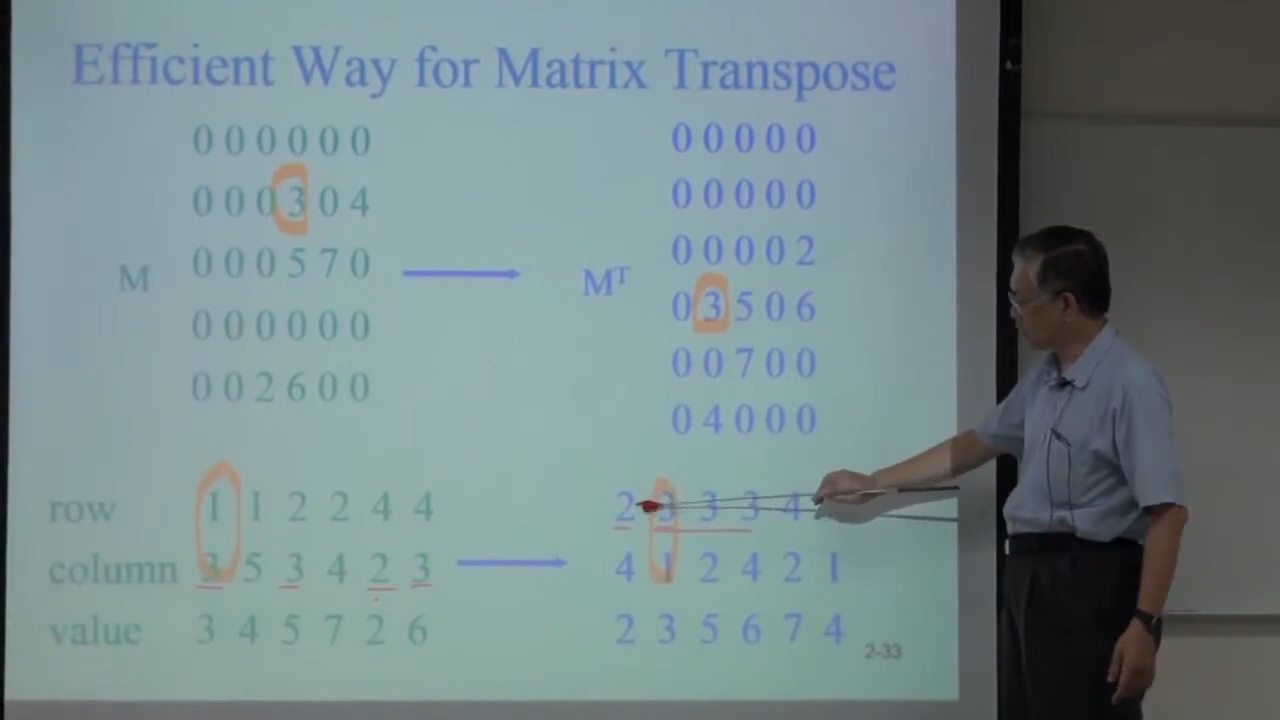 Efficient Way for Matrix Transpose
0 0 0 0 0 0
0 0 0 3 0 4
M
0 0 0 5 7 0
0 0 0 0 0 0
0 0 2 6 0 0
0 0 0 0 0
0 0 0 0 0
0 0 0 0 2
Mᵀ
0 3 5 0 6
0 0 7 0 0
0 4 0 0 0
row 1 1 2 2 4 4
column 3 5 3 4 2 3
value 3 4 5 7 2 6
2 3 3 3 4
4 1 2 4 2 1
2 3 5 6 7 4
2-33